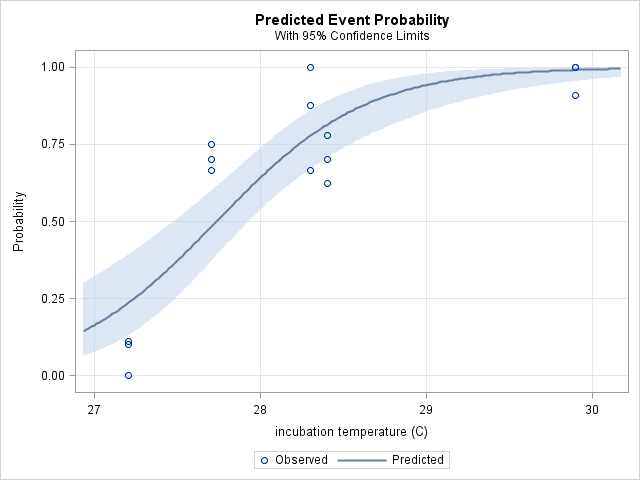 Predicted Event Probability
With 95% Confidence Limits
1.00
0.75
0.50
0.25
0.00
Probability
27 28 29 30
incubation temperature (C)
Observed Predicted